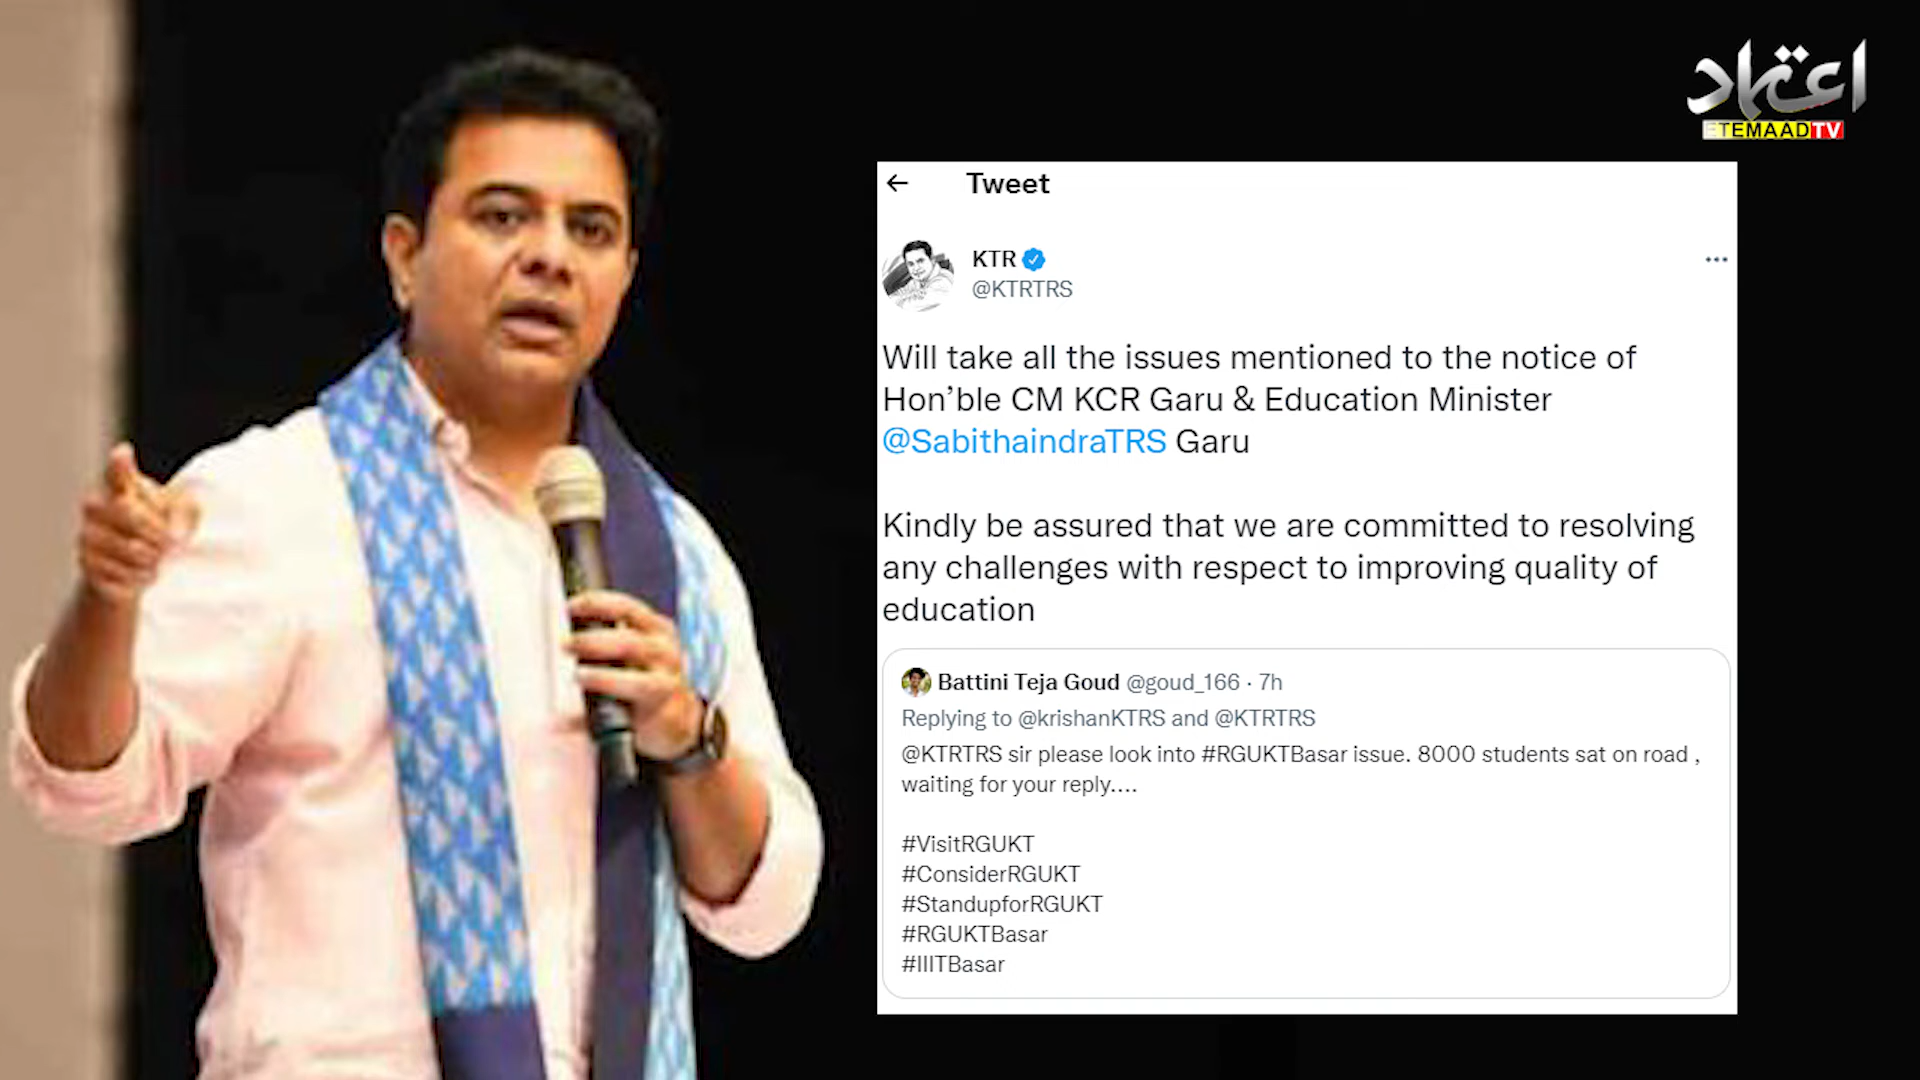 اعتماد
ETEMAADTV
Tweet
KTR
@KTRTRS
Will take all the issues mentioned to the notice of
Hon’ble CM KCR Garu & Education Minister
@SabithaindraTRS Garu
Kindly be assured that we are committed to resolving
any challenges with respect to improving quality of
education
Battini Teja Goud @goud_166 · 7h
Replying to @krishanKTRS and @KTRTRS
@KTRTRS sir please look into #RGUKTBasar issue. 8000 students sat on road ,
waiting for your reply....
#VisitRGUKT
#ConsiderRGUKT
#StandupforRGUKT
#RGUKTBasar
#IIITBasar